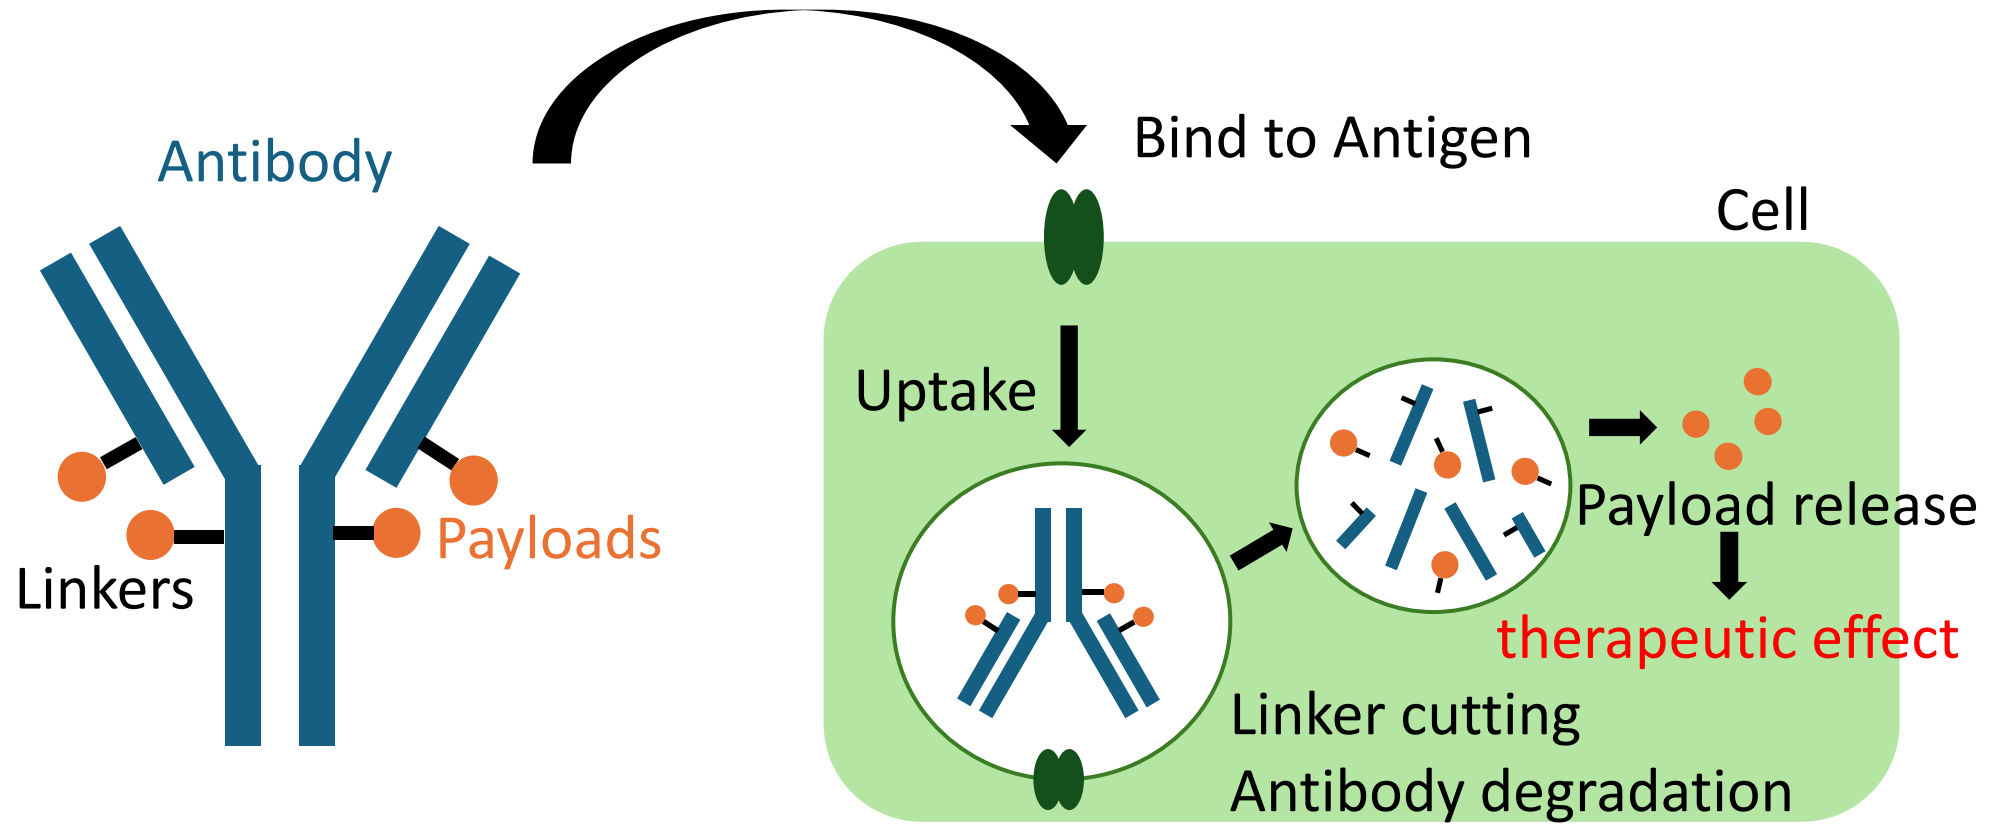 Antibody
Payloads
Linkers
Bind to Antigen
Cell
Uptake
Payload release
therapeutic effect
Linker cutting
Antibody degradation